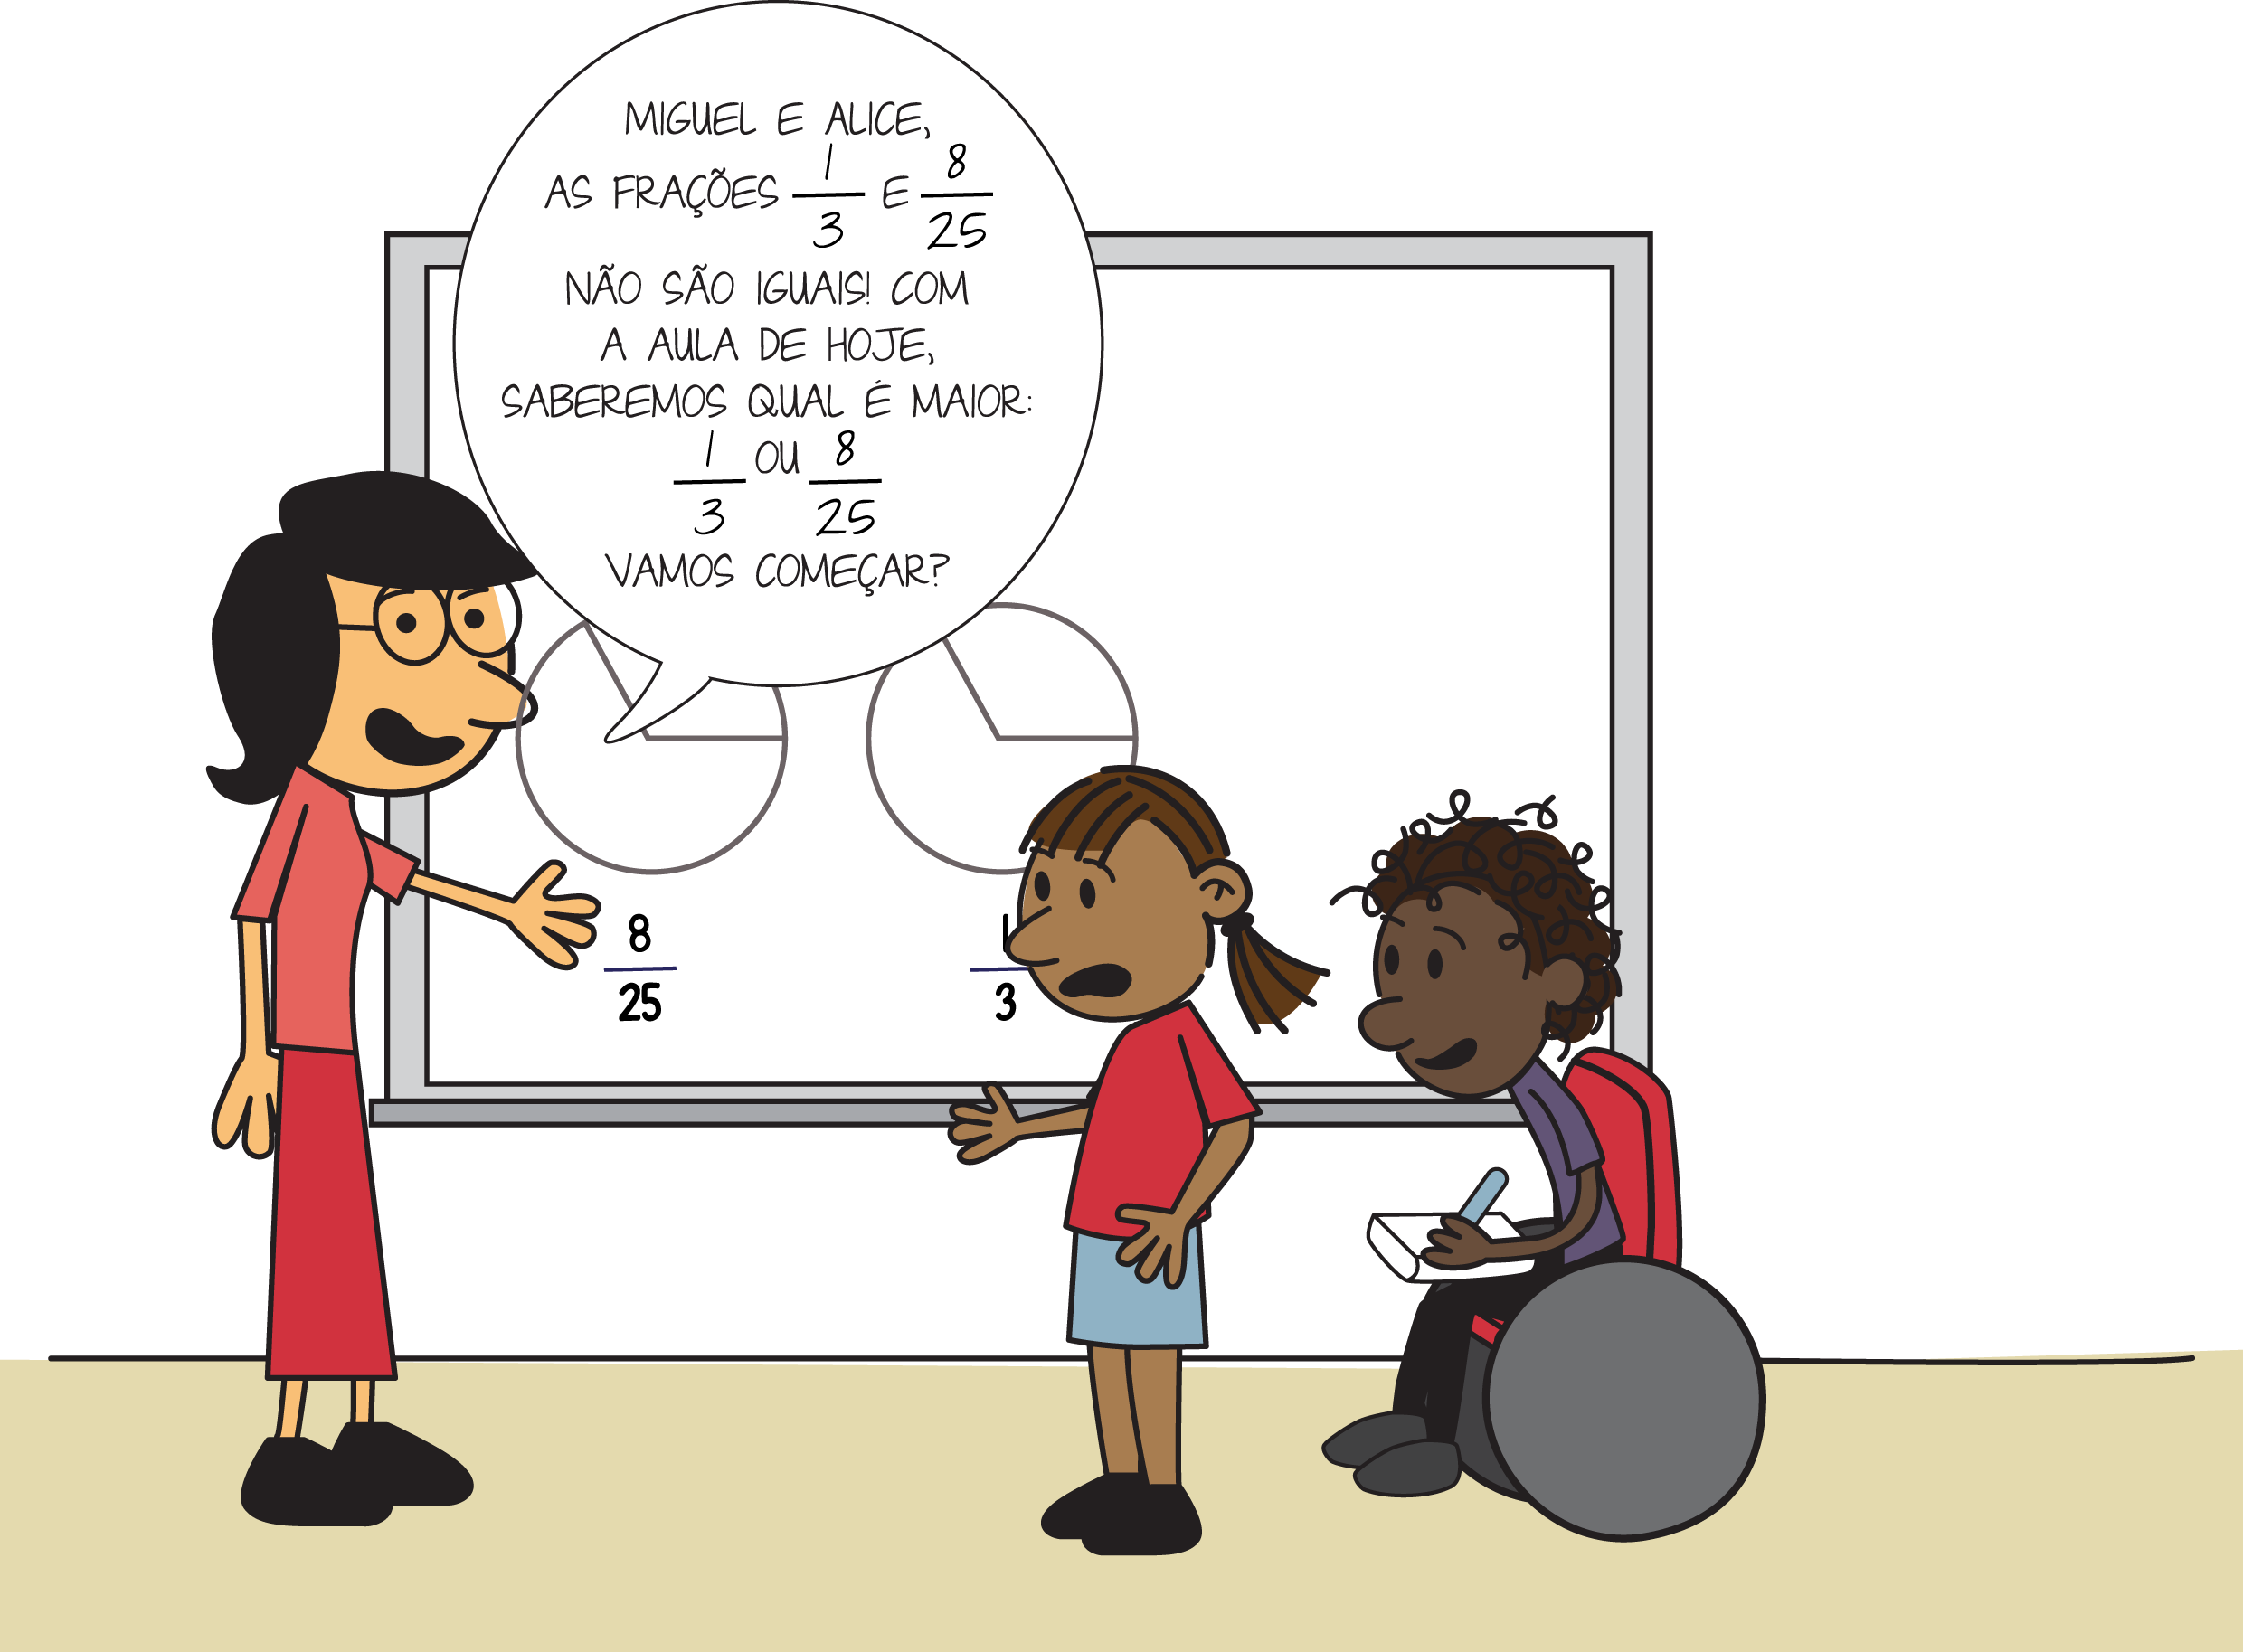 MIGUEL E ALICE,
AS FRAÇÕES 1/3 E 8/25
NÃO SÃO IGUAIS! COM
A AULA DE HOJE,
SABEREMOS QUAL É MAIOR:
1/3 OU 8/25
VAMOS COMEÇAR?
8/25
1/3